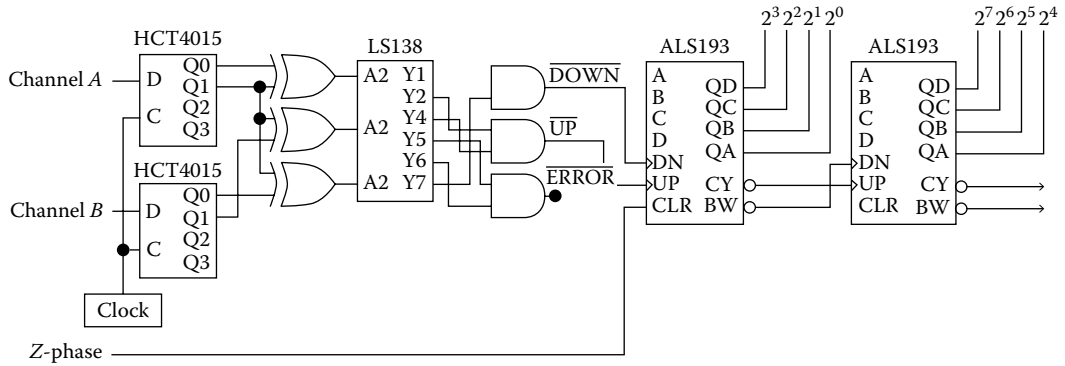 2³ 2² 2¹ 2⁰
2⁷ 2⁶ 2⁵ 2⁴
HCT4015
LS138
ALS193
ALS193
Channel A
D
C
Q0
Q1
Q2
Q3
A2
A2
A2
Y1
Y2
Y4
Y5
Y6
Y7
DOWN
UP
ERROR
A
B
C
D
DN
UP
CLR
QD
QC
QB
QA
CY
BW
A
B
C
D
DN
UP
CLR
QD
QC
QB
QA
CY
BW
HCT4015
Channel B
D
C
Q0
Q1
Q2
Q3
Clock
Z-phase